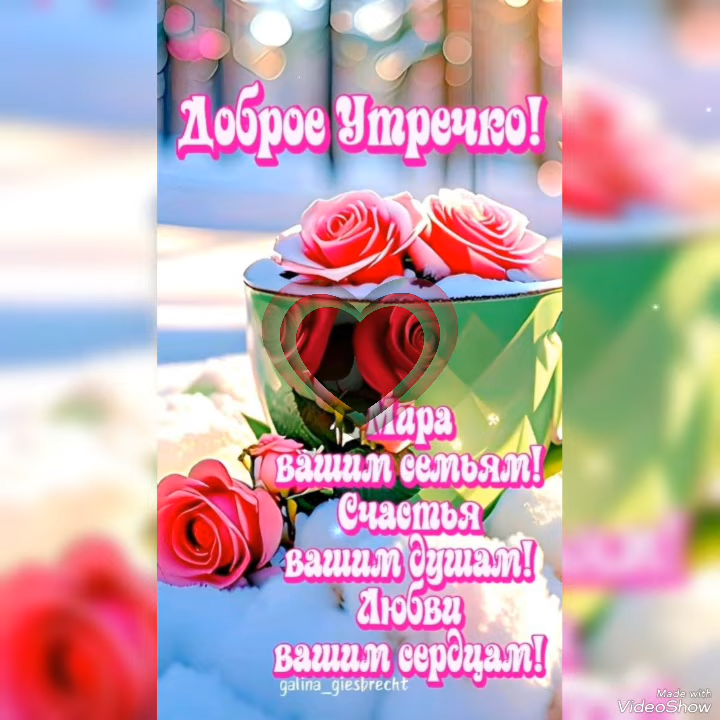 Доброе Утречко!
Мира
вашим семьям!
Счастья
вашим душам!
Любви
вашим сердцам!
galina_giesbrecht
Made with
VideoShow